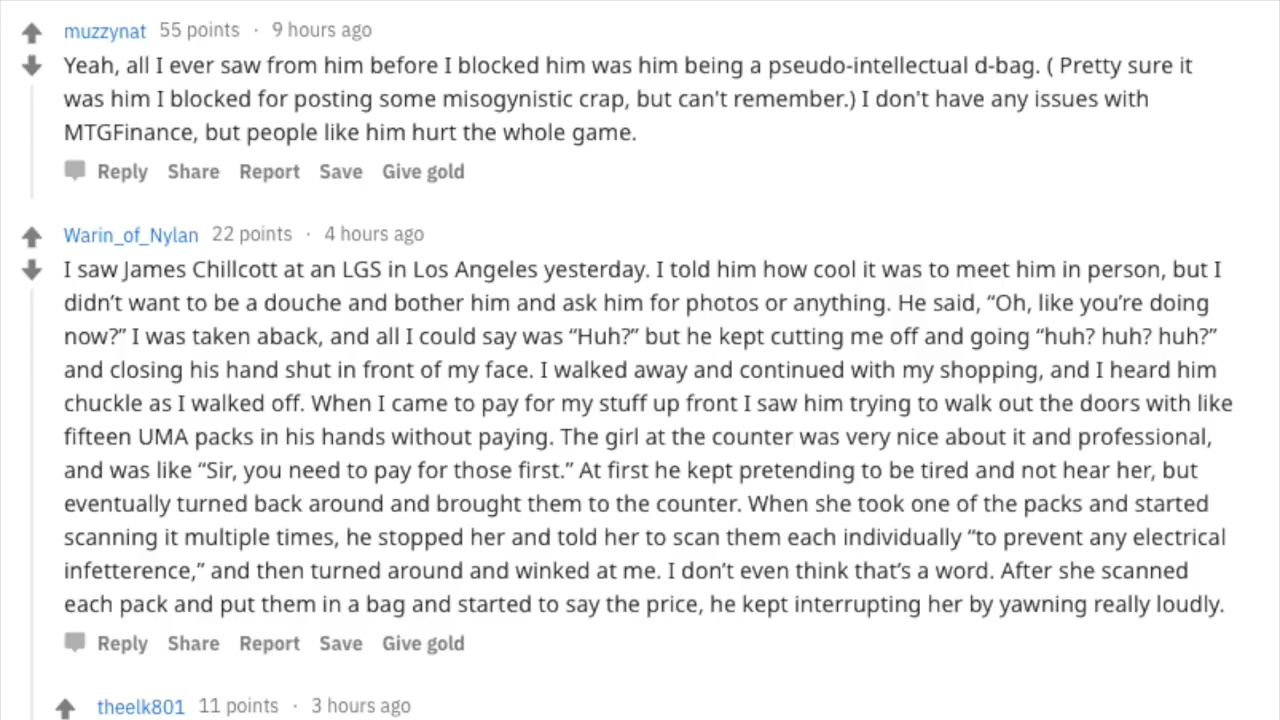 muzzynat 55 points · 9 hours ago
Yeah, all I ever saw from him before I blocked him was him being a pseudo-intellectual d-bag. ( Pretty sure it
was him I blocked for posting some misogynistic crap, but can't remember.) I don't have any issues with
MTGFinance, but people like him hurt the whole game.
Reply Share Report Save Give gold
Warin_of_Nylan 22 points · 4 hours ago
I saw James Chillcott at an LGS in Los Angeles yesterday. I told him how cool it was to meet him in person, but I
didn’t want to be a douche and bother him and ask him for photos or anything. He said, “Oh, like you’re doing
now?” I was taken aback, and all I could say was “Huh?” but he kept cutting me off and going “huh? huh? huh?”
and closing his hand shut in front of my face. I walked away and continued with my shopping, and I heard him
chuckle as I walked off. When I came to pay for my stuff up front I saw him trying to walk out the doors with like
fifteen UMA packs in his hands without paying. The girl at the counter was very nice about it and professional,
and was like “Sir, you need to pay for those first.” At first he kept pretending to be tired and not hear her, but
eventually turned back around and brought them to the counter. When she took one of the packs and started
scanning it multiple times, he stopped her and told her to scan them each individually “to prevent any electrical
infetterence,” and then turned around and winked at me. I don’t even think that’s a word. After she scanned
each pack and put them in a bag and started to say the price, he kept interrupting her by yawning really loudly.
Reply Share Report Save Give gold
theelk801 11 points · 3 hours ago